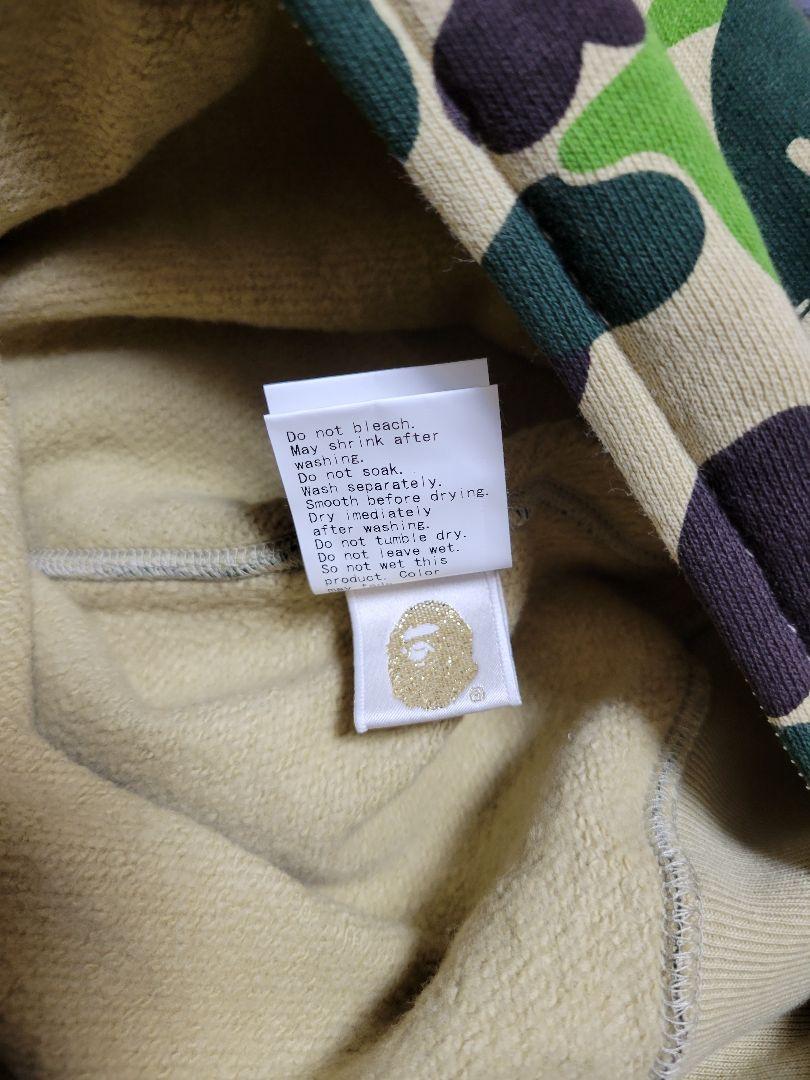 Do not bleach.
May shrink after
washing.
Do not soak.
Wash separately.
Smooth before drying.
Dry imediately
after washing.
Do not tumble dry.
Do not leave wet.
So not wet this
product. Color
may
®